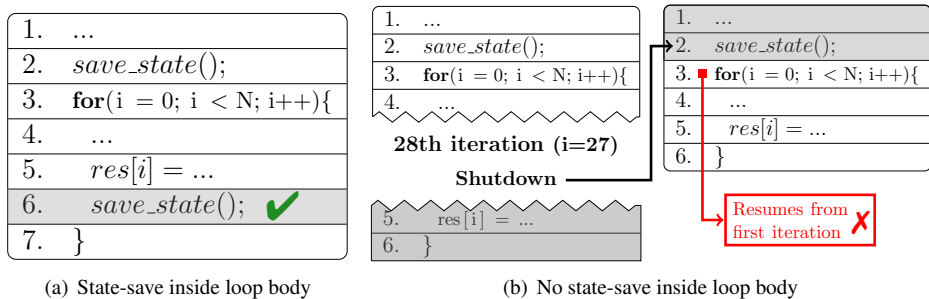 1. ...
2. save_state();
3. for(i = 0; i < N; i++){
4. ...
5. res[i] = ...
6. save_state(); ✔
7. }
(a) State-save inside loop body
1. ...
2. save_state();
3. for(i = 0; i < N; i++){
4. ...
28th iteration (i=27)
Shutdown
5. res[i] = ...
6. }
1. ...
2. save_state();
3. for(i = 0; i < N; i++){
4. ...
5. res[i] = ...
6. }
Resumes from
first iteration ✗
(b) No state-save inside loop body